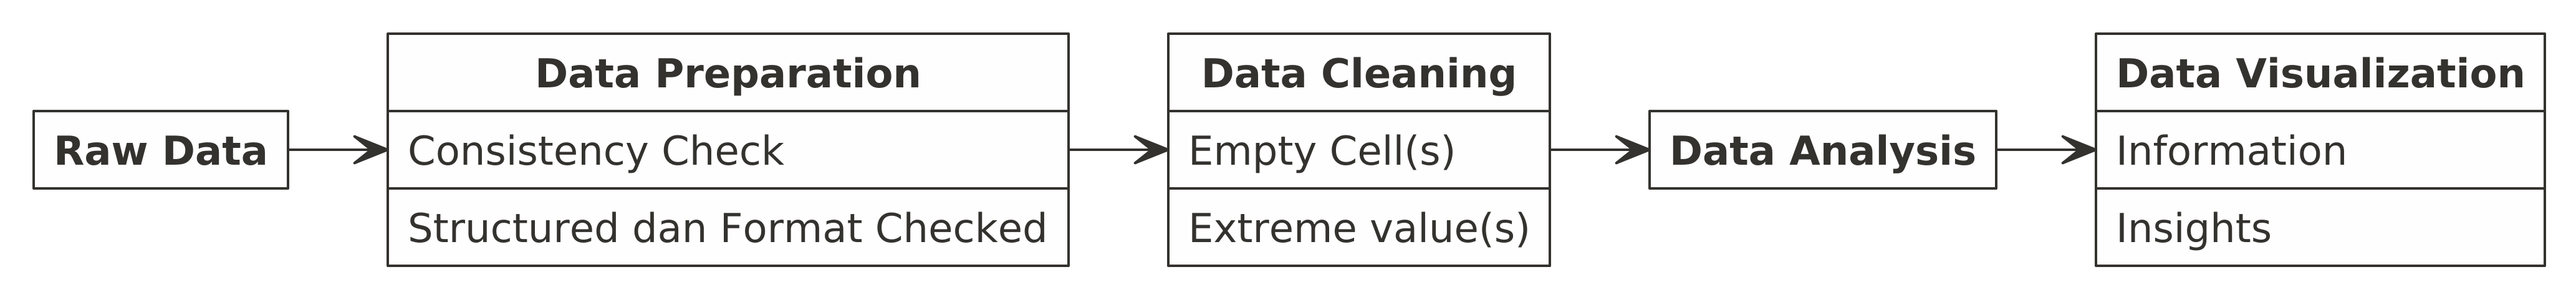 Raw Data
Data Preparation
Consistency Check
Structured dan Format Checked
Data Cleaning
Empty Cell(s)
Extreme value(s)
Data Analysis
Data Visualization
Information
Insights